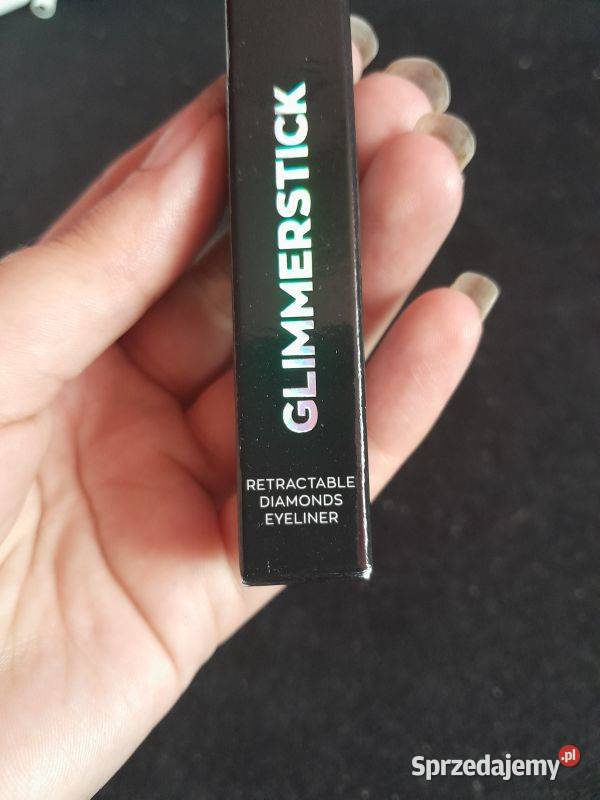 GLIMMERSTICK
RETRACTABLE
DIAMONDS
EYELINER
Sprzedajemy.pl